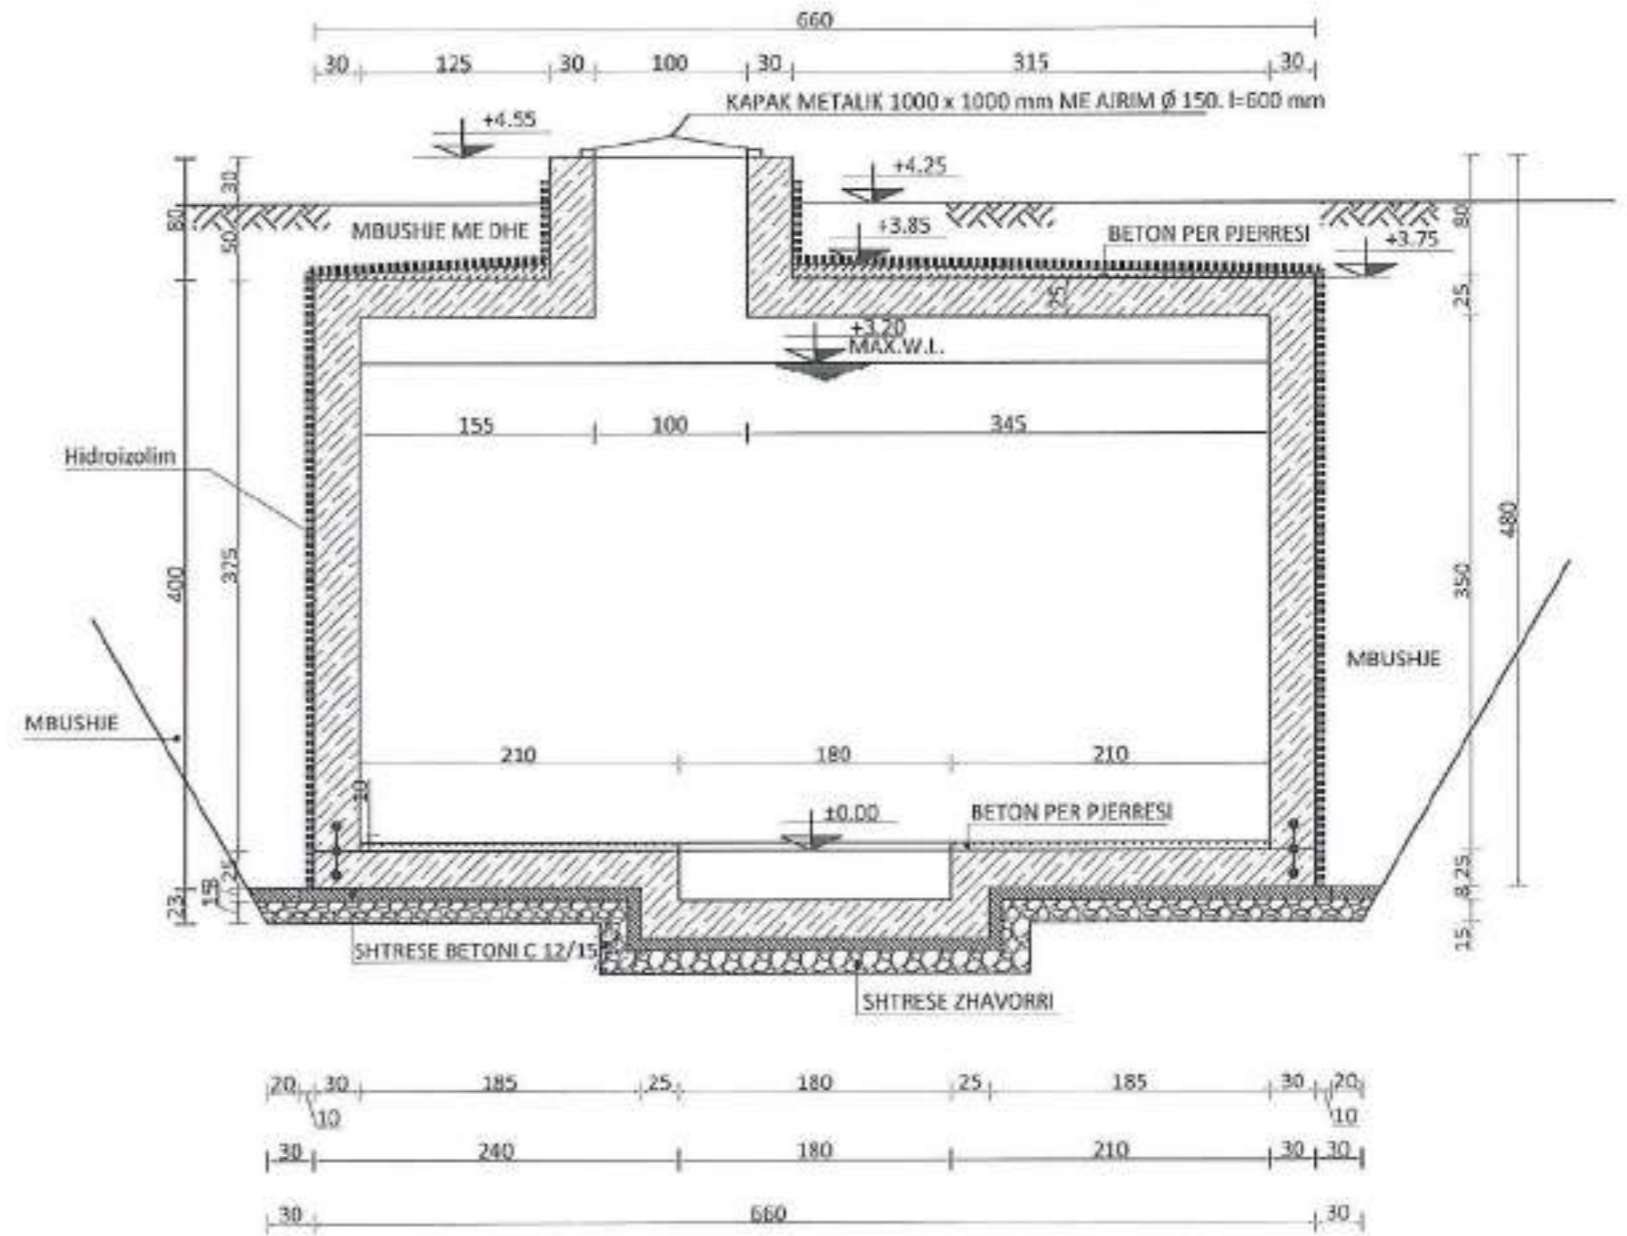 660
30 125 30 100 30 315 30
KAPAK METALIK 1000 x 1000 mm ME AIRIM Ø 150. l=600 mm
+4.55
+4.25
30
80
50
MBUSHJE ME DHE
+3.85
BETON PER PJERRESI
+3.75
80
25
25
+3.20
MAX.W.L.
155 100 345
Hidroizolim
480
400
375
350
MBUSHJE
MBUSHJE
210 180 210
10
±0.00
BETON PER PJERRESI
25
8
15
23
25
8
15
SHTRESE BETONI C 12/15
SHTRESE ZHAVORRI
20 30 185 25 180 25 185 30 20
10 10
30 240 180 210 30 30
30 660 30